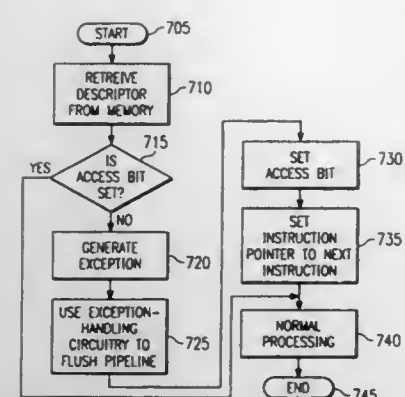 START
705
RETREIVE
DESCRIPTOR
FROM MEMORY
710
715
IS
ACCESS BIT
SET?
YES
NO
GENERATE
EXCEPTION
720
USE EXCEPTION-
HANDLING
CIRCUITRY TO
FLUSH PIPELINE
725
SET
ACCESS BIT
730
SET
INSTRUCTION
POINTER TO NEXT
INSTRUCTION
735
NORMAL
PROCESSING
740
END
745